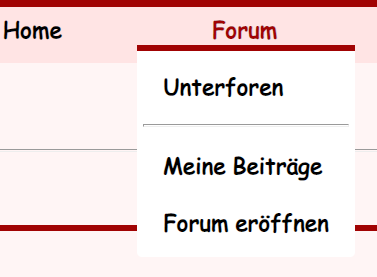 Home Forum
Unterforen
Meine Beiträge
Forum eröffnen